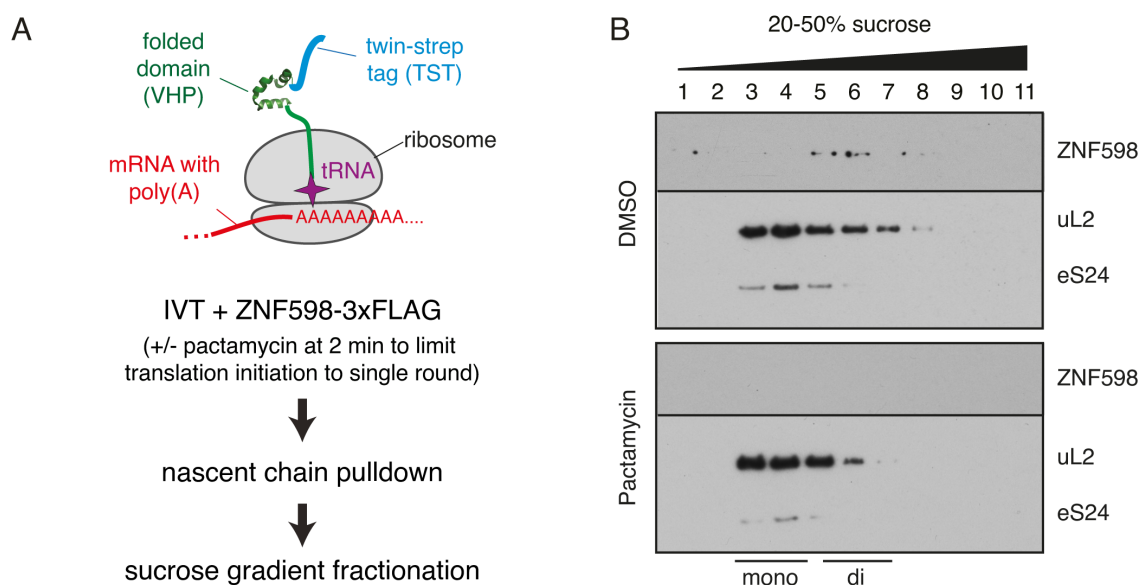 A
folded
domain
(VHP)
twin-strep
tag (TST)
ribosome
mRNA with
poly(A)
tRNA
AAAAAAAAA....
IVT + ZNF598-3xFLAG
(+/- pactamycin at 2 min to limit
translation initiation to single round)
nascent chain pulldown
sucrose gradient fractionation
B
20-50% sucrose
1 2 3 4 5 6 7 8 9 10 11
DMSO
ZNF598
uL2
eS24
Pactamycin
ZNF598
uL2
eS24
mono di